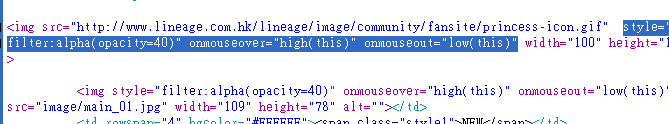 <img src="http://www.lineage.com.hk/lineage/image/community/fansite/princess-icon.gif" style="
filter:alpha(opacity=40)" onmouseover="high(this)" onmouseout="low(this)" width="100" height="1
>
<img style="filter:alpha(opacity=40)" onmouseover="high(this)" onmouseout="low(this)"
src="image/main_01.jpg" width="109" height="78" alt=""></td>
<td rowspan="4" bgcolor="#FFFFFF"><span class="style1">NEW</span></td>